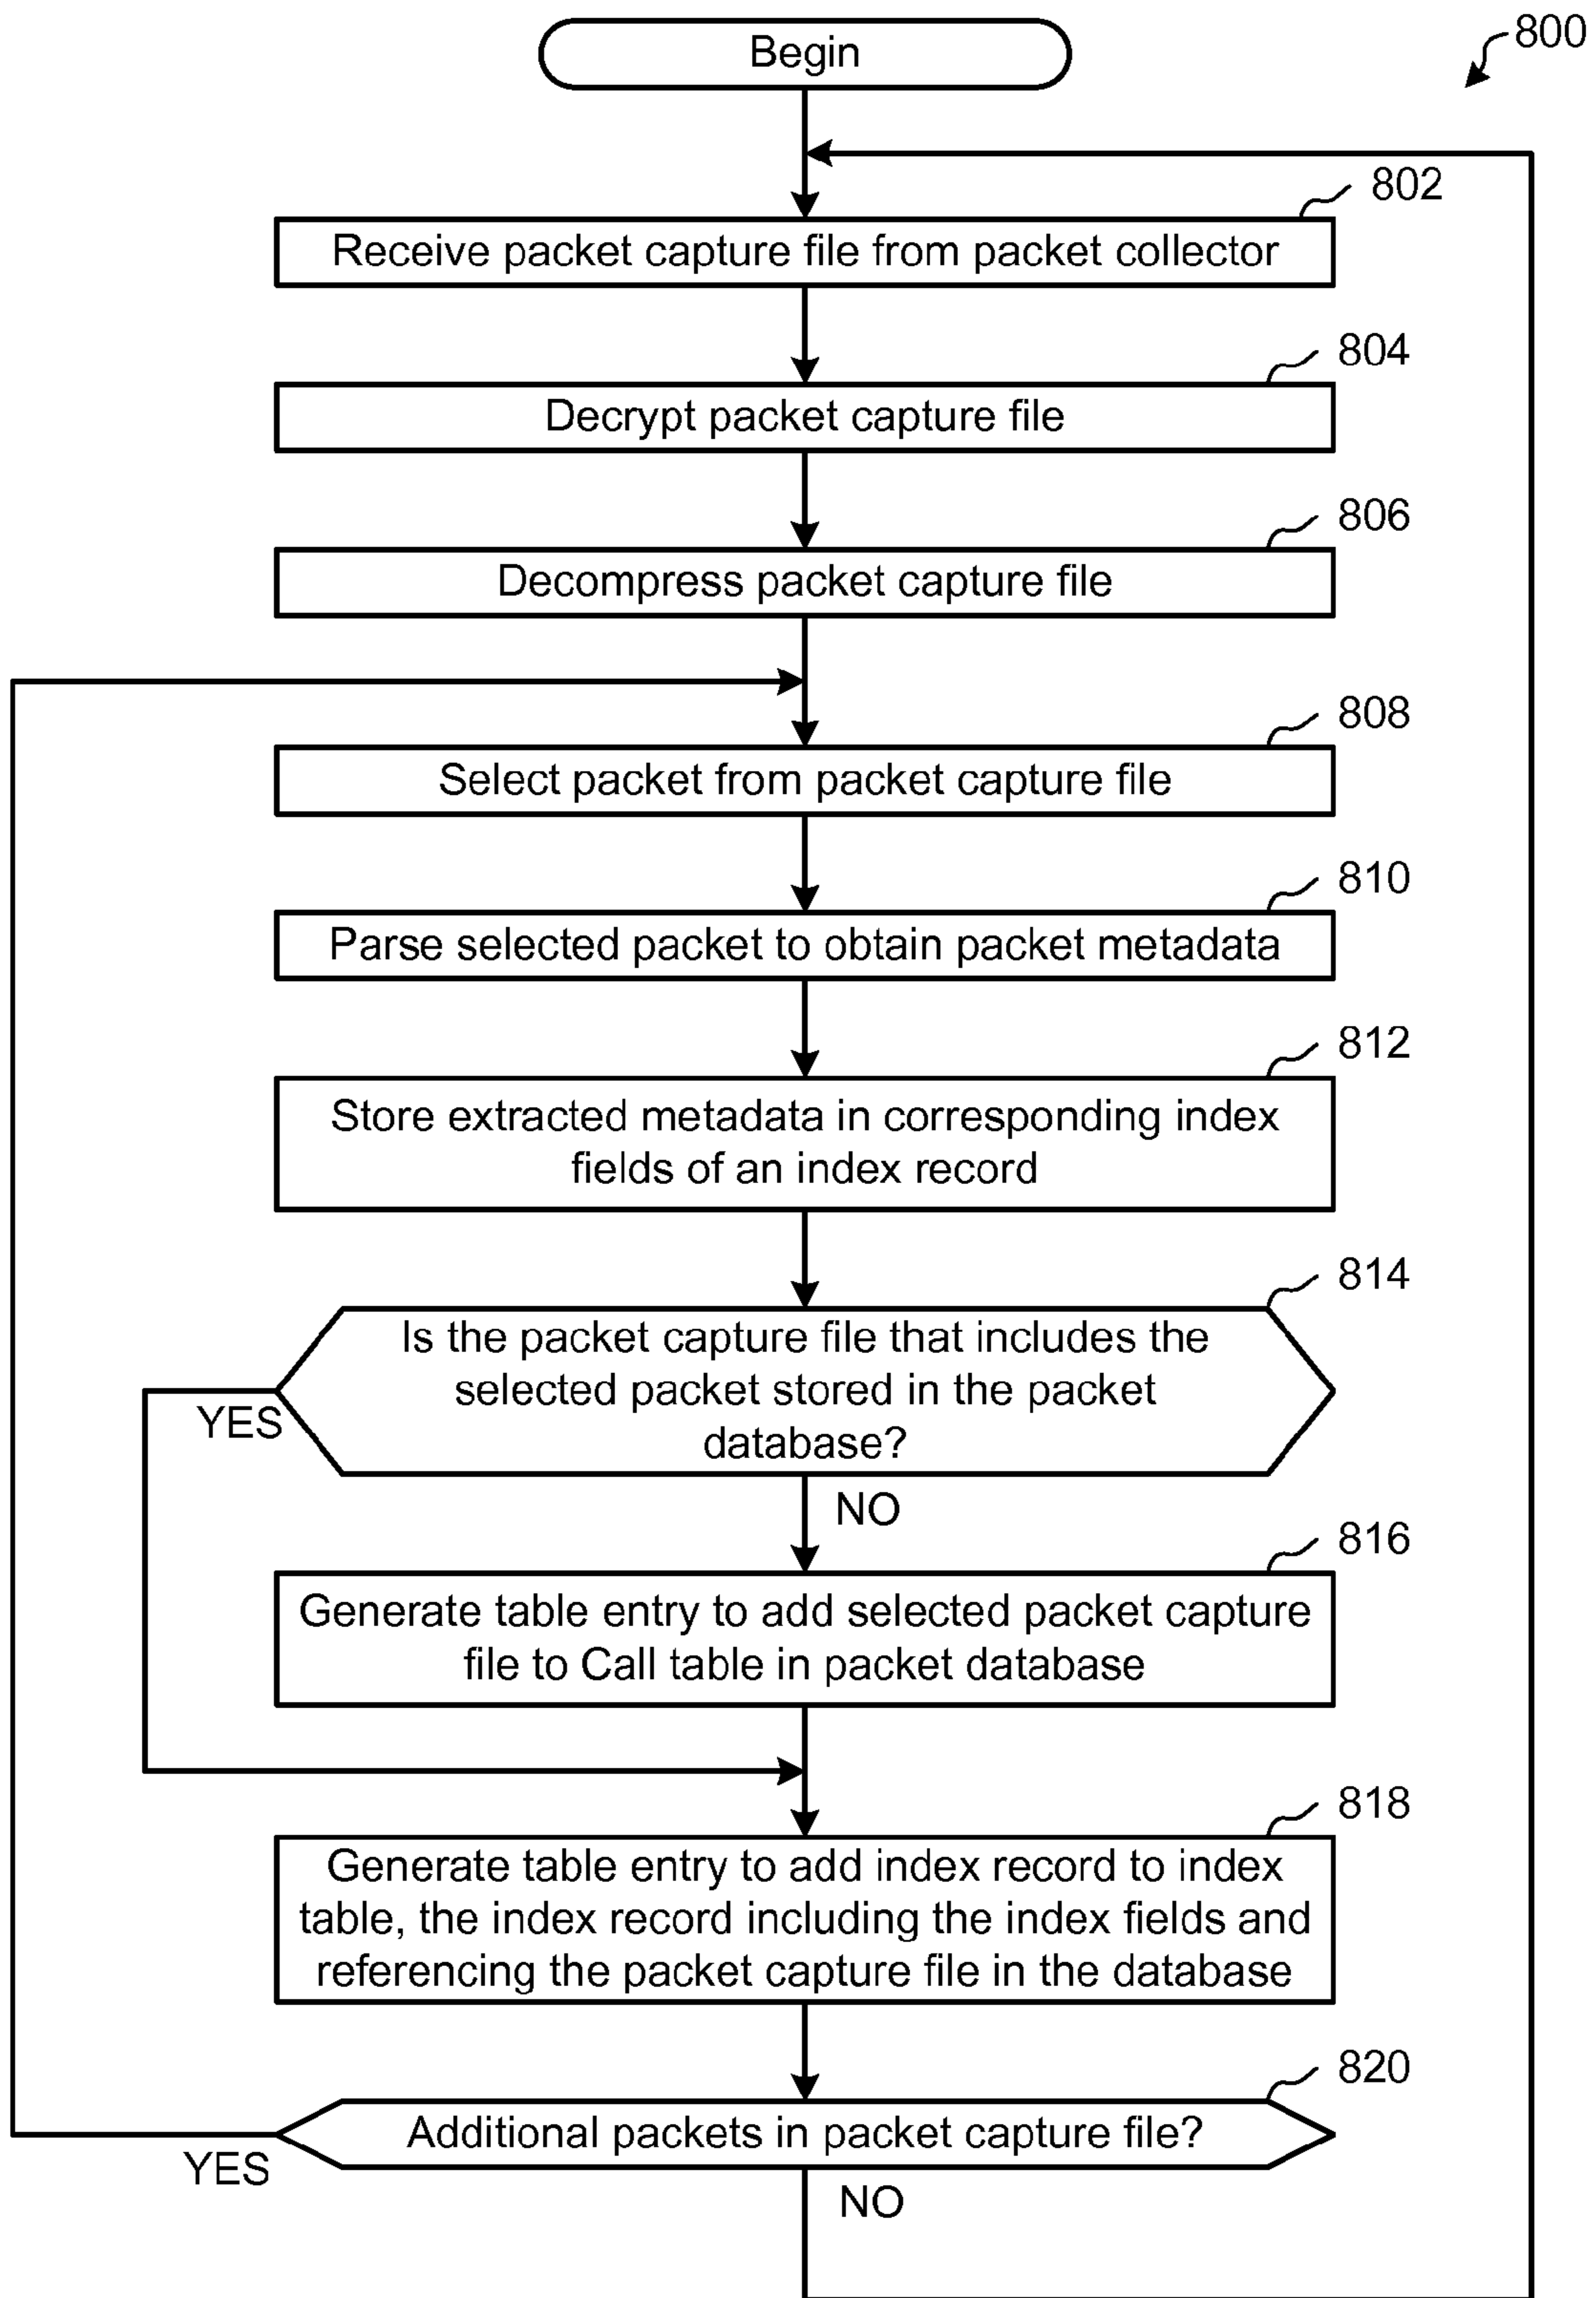 Begin
800
802
Receive packet capture file from packet collector
804
Decrypt packet capture file
806
Decompress packet capture file
808
Select packet from packet capture file
810
Parse selected packet to obtain packet metadata
812
Store extracted metadata in corresponding index
fields of an index record
814
Is the packet capture file that includes the
selected packet stored in the packet
database?
YES
NO
816
Generate table entry to add selected packet capture
file to Call table in packet database
818
Generate table entry to add index record to index
table, the index record including the index fields and
referencing the packet capture file in the database
820
Additional packets in packet capture file?
YES
NO